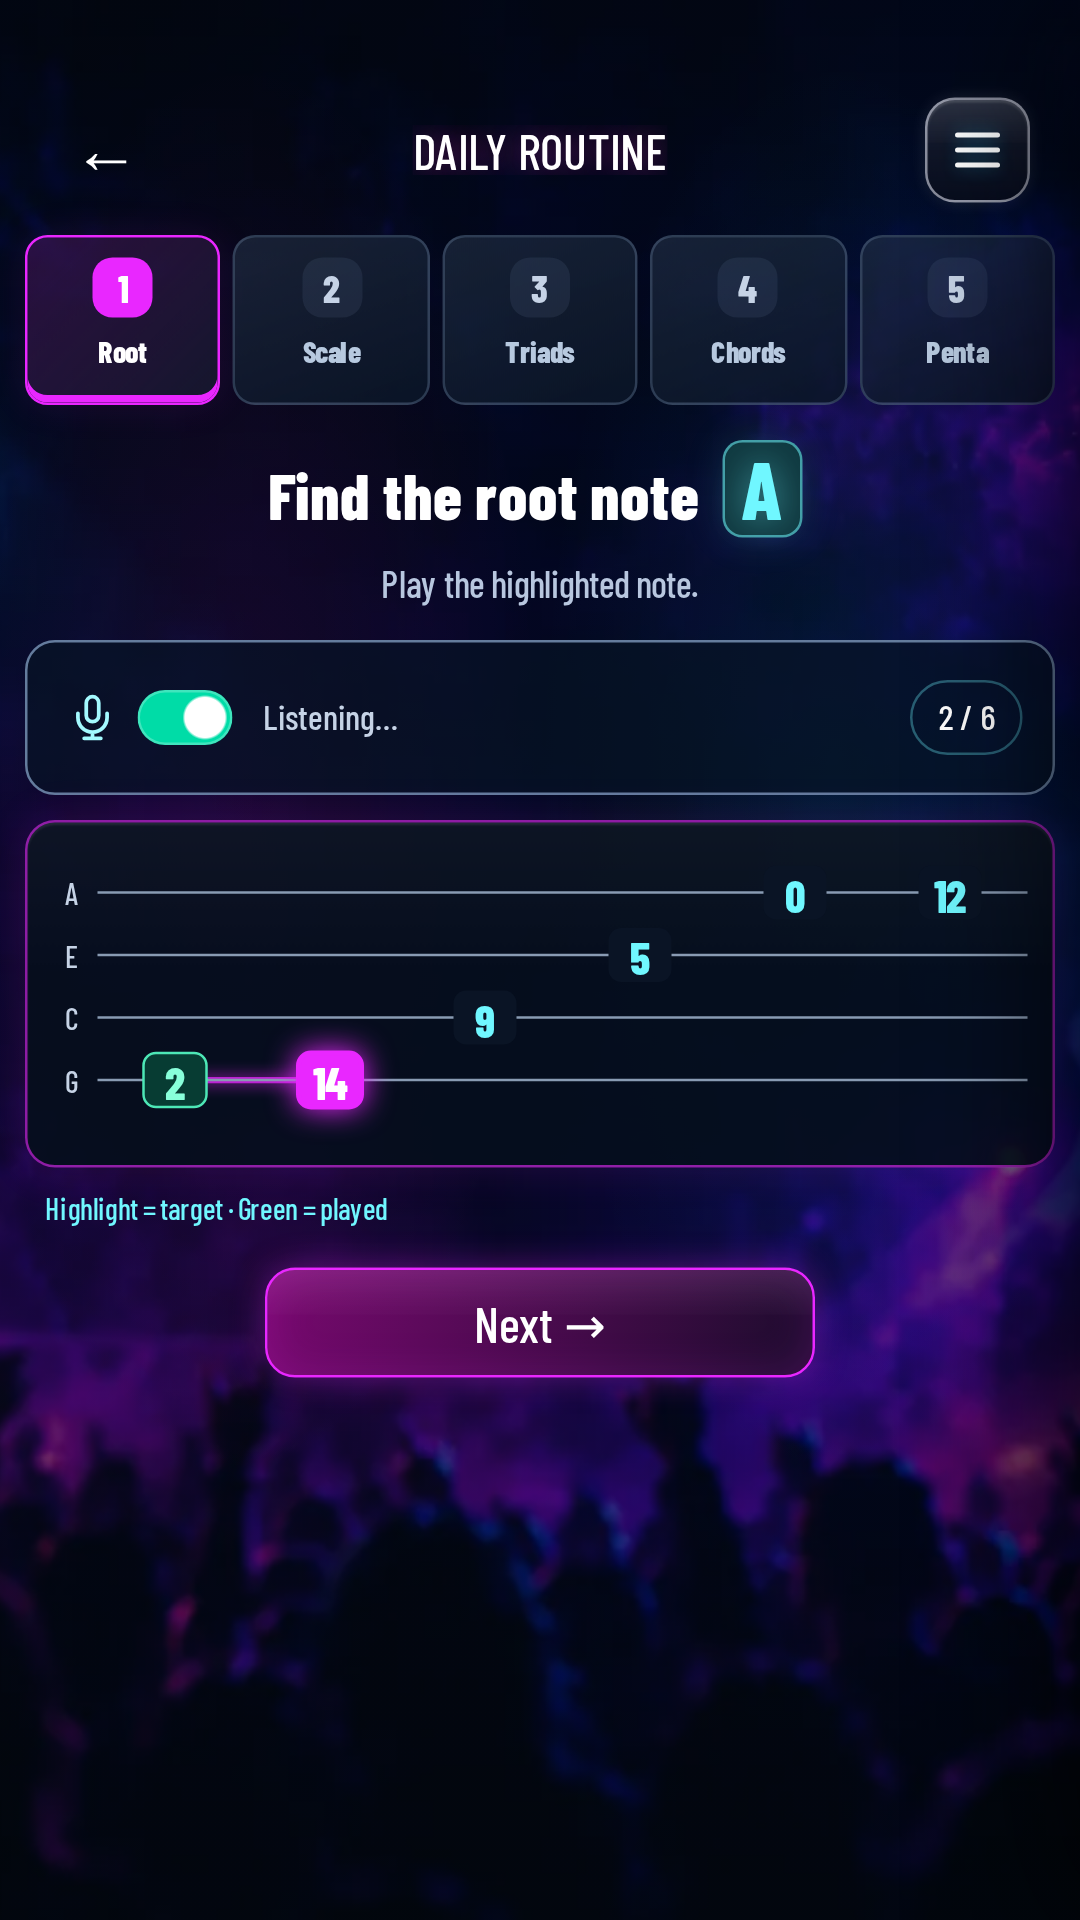 ← DAILY ROUTINE
1 2 3 4 5
Root Scale Triads Chords Penta
Find the root note A
Play the highlighted note.
Listening... 2 / 6
A 0 12
E 5
C 9
G 2 14
Highlight = target · Green = played
Next →